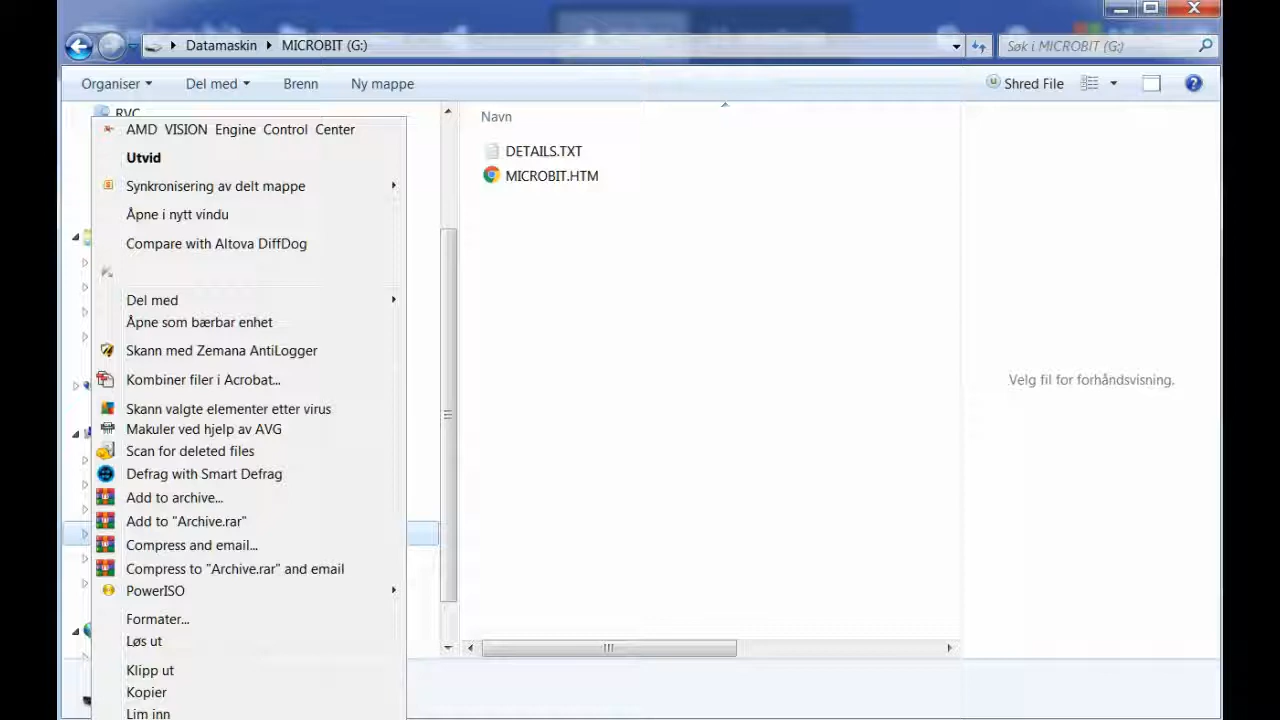 Datamaskin
MICROBIT (G:)
Søk i MICROBIT (G:)
Organiser
Del med
Brenn
Ny mappe
Shred File
RVC
AMD VISION Engine Control Center
Utvid
Synkronisering av delt mappe
Åpne i nytt vindu
Compare with Altova DiffDog
Del med
Åpne som bærbar enhet
Skann med Zemana AntiLogger
Kombiner filer i Acrobat...
Skann valgte elementer etter virus
Makuler ved hjelp av AVG
Scan for deleted files
Defrag with Smart Defrag
Add to archive...
Add to "Archive.rar"
Compress and email...
Compress to "Archive.rar" and email
PowerISO
Formater...
Løs ut
Klipp ut
Kopier
Lim inn
Navn
DETAILS.TXT
MICROBIT.HTM
Velg fil for forhåndsvisning.